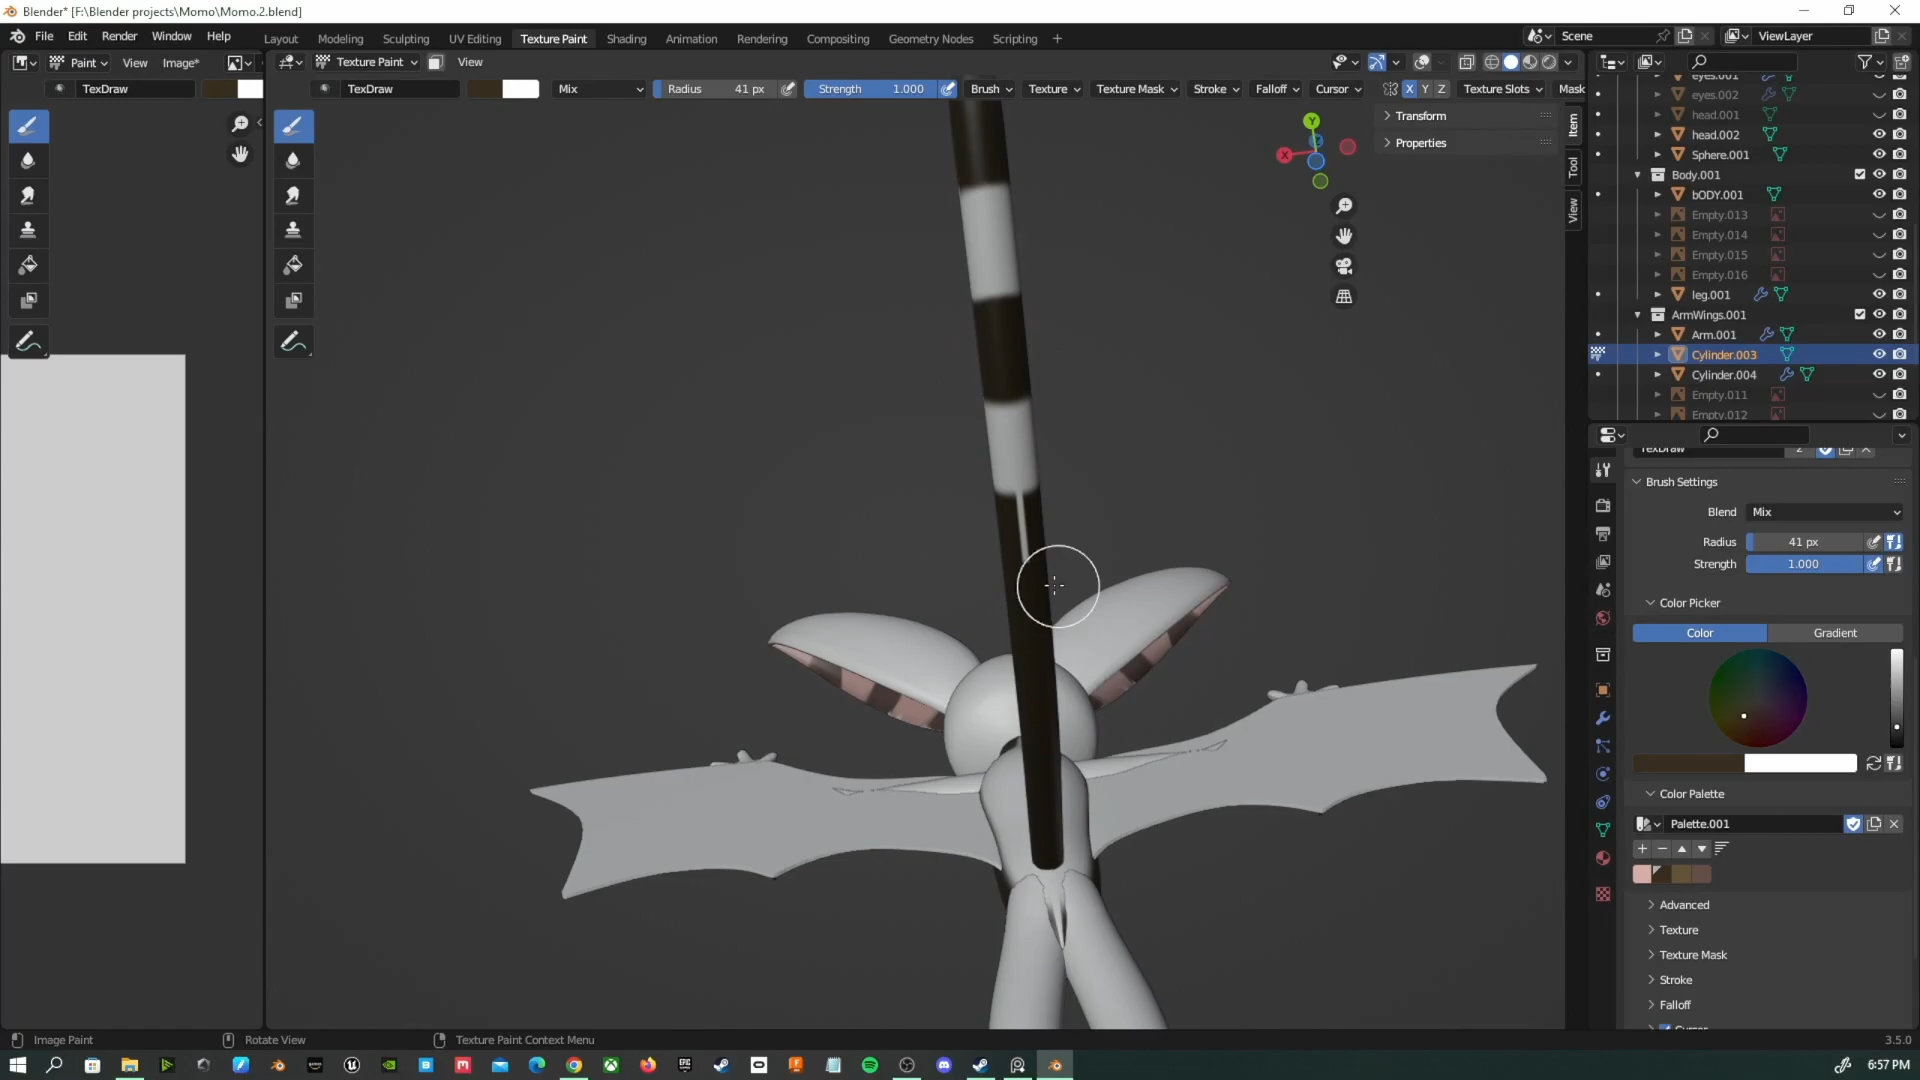 Blender* [F:\Blender projects\Momo\Momo.2.blend]
File Edit Render Window Help Layout Modeling Sculpting UV Editing Texture Paint Shading Animation Rendering Compositing Geometry Nodes Scripting + Scene ViewLayer
Paint View Image* Texture Paint View
TexDraw TexDraw Mix Radius 41 px Strength 1.000 Brush Texture Texture Mask Stroke Falloff Cursor X Y Z Texture Slots Mask
Transform
Properties
Item
Tool
View
Y
X
eyes.001
eyes.002
head.001
head.002
Sphere.001
Body.001
bODY.001
Empty.013
Empty.014
Empty.015
Empty.016
leg.001
ArmWings.001
Arm.001
Cylinder.003
Cylinder.004
Empty.011
Empty.012
TexDraw 2
Brush Settings
Blend Mix
Radius 41 px
Strength 1.000
Color Picker
Color Gradient
Color Palette
Palette.001
Advanced
Texture
Texture Mask
Stroke
Falloff
Cursor
Image Paint Rotate View Texture Paint Context Menu 3.5.0
6:57 PM